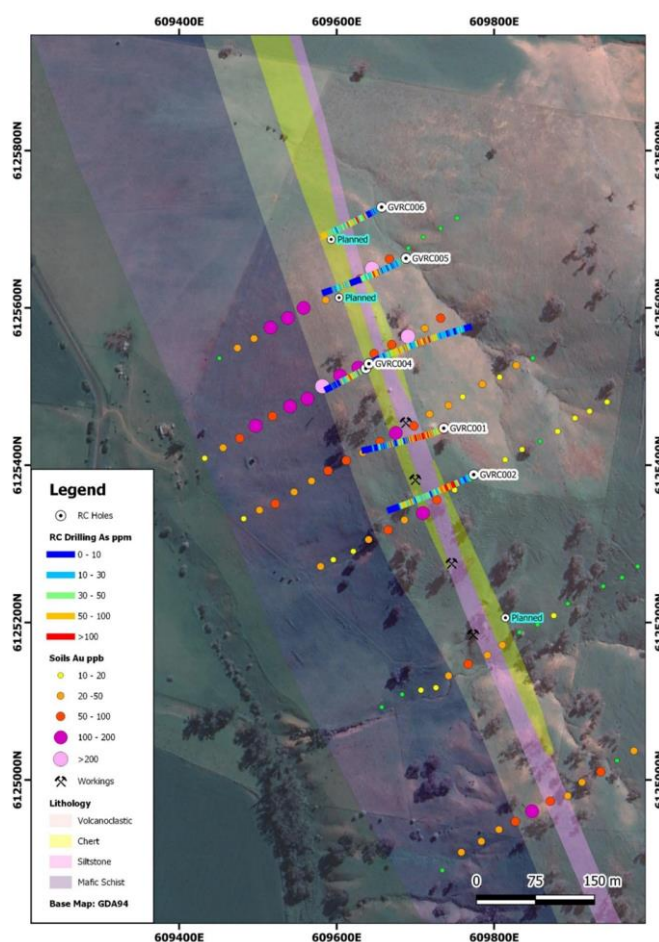 609400E 609600E 609800E
6125800N 6125800N
GVRC006
Planned
GVRC005
Planned
6125600N 6125600N
GVRC004
GVRC001
6125400N 6125400N
GVRC002
Legend
RC Holes
RC Drilling As ppm
0 - 10
10 - 30
30 - 50
50 - 100
>100
Soils Au ppb
10 - 20
20 -50
50 - 100
100 - 200
>200
Workings
Lithology
Volcanoclastic
Chert
Siltstone
Mafic Schist
Base Map: GDA94
6125200N
Planned
6125000N
0 75 150 m
609400E 609600E 609800E